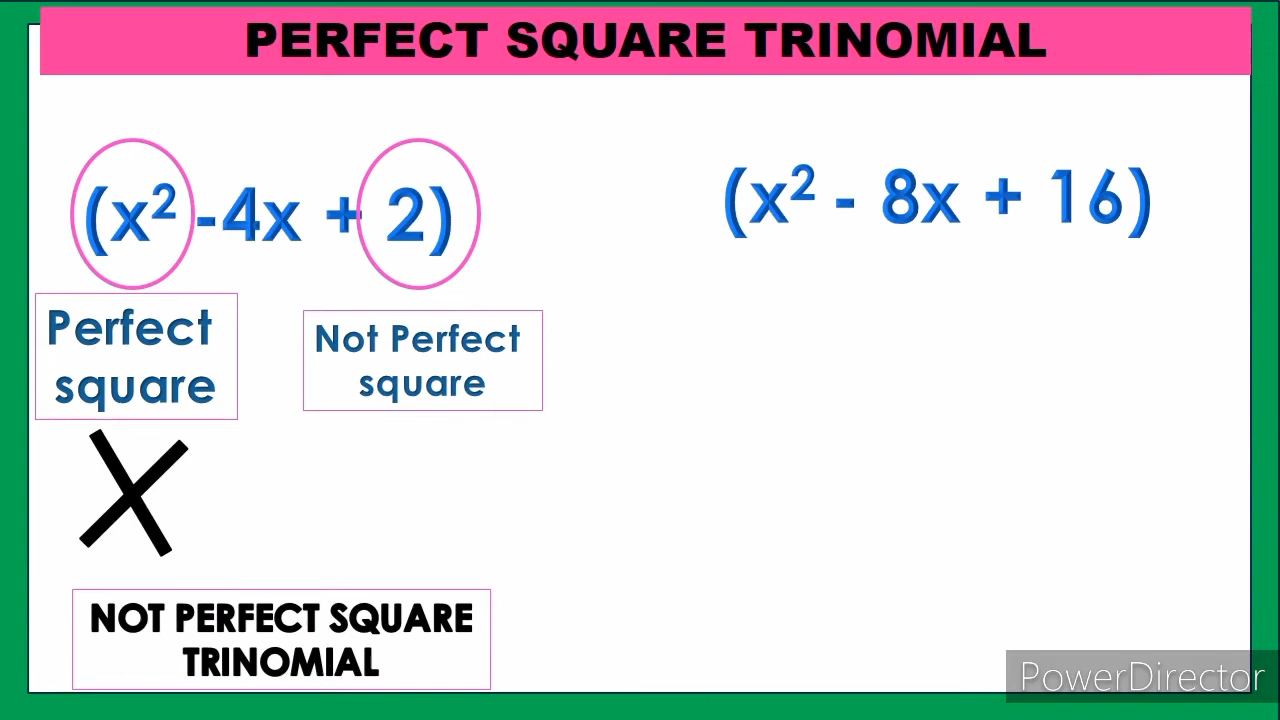 PERFECT SQUARE TRINOMIAL
(x² -4x + 2)
Perfect
square
Not Perfect
square
NOT PERFECT SQUARE
TRINOMIAL
(x² - 8x + 16)
PowerDirector